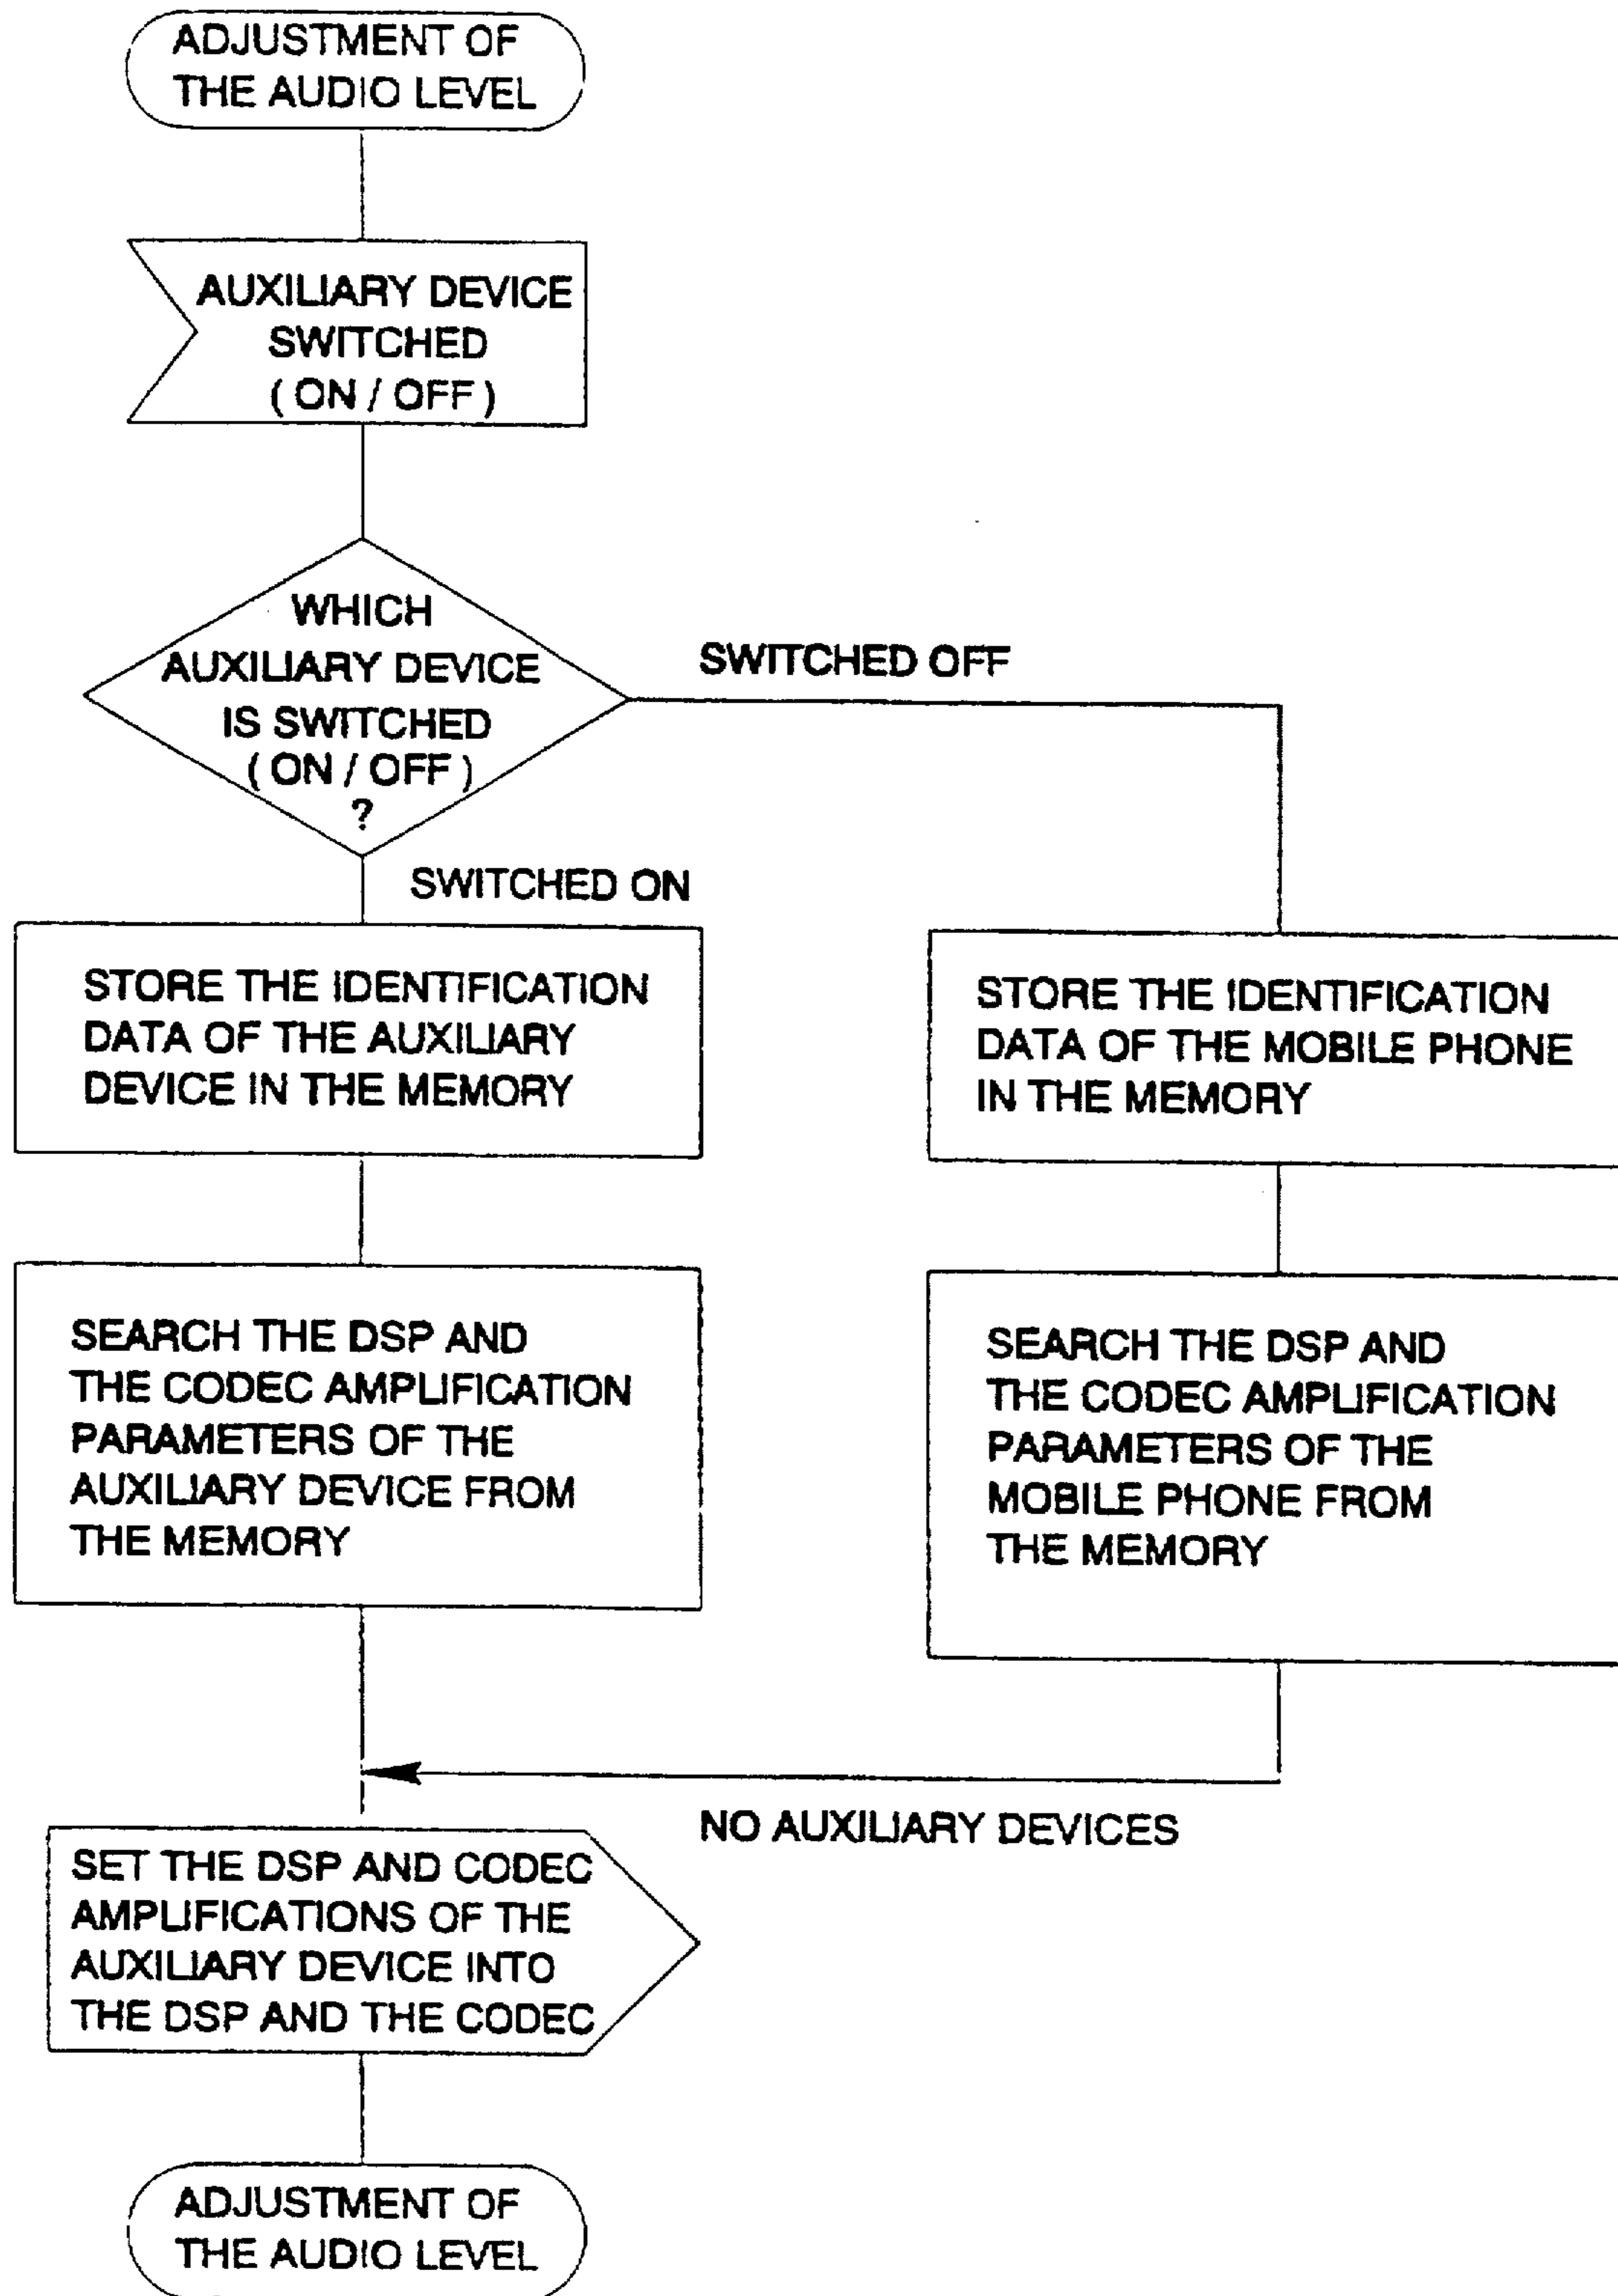 ADJUSTMENT OF
THE AUDIO LEVEL
AUXILIARY DEVICE
SWITCHED
( ON / OFF )
WHICH
AUXILIARY DEVICE
IS SWITCHED
( ON / OFF )
?
SWITCHED OFF
SWITCHED ON
STORE THE IDENTIFICATION
DATA OF THE AUXILIARY
DEVICE IN THE MEMORY
STORE THE IDENTIFICATION
DATA OF THE MOBILE PHONE
IN THE MEMORY
SEARCH THE DSP AND
THE CODEC AMPLIFICATION
PARAMETERS OF THE
AUXILIARY DEVICE FROM
THE MEMORY
SEARCH THE DSP AND
THE CODEC AMPLIFICATION
PARAMETERS OF THE
MOBILE PHONE FROM
THE MEMORY
NO AUXILIARY DEVICES
SET THE DSP AND CODEC
AMPLIFICATIONS OF THE
AUXILIARY DEVICE INTO
THE DSP AND THE CODEC
ADJUSTMENT OF
THE AUDIO LEVEL